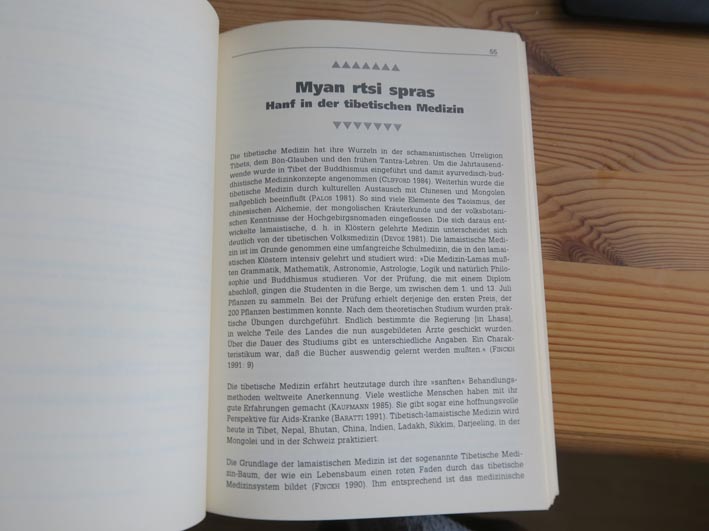 55
Myan rtsi spras
Hanf in der tibetischen Medizin
Die tibetische Medizin hat ihre Wurzeln in der schamanistischen Urreligion
Tibets, dem Bön-Glauben und den frühen Tantra-Lehren. Um die Jahrtausend-
wende wurde in Tibet der Buddhismus eingeführt und damit ayurvedisch-bud-
dhistische Medizinkonzepte angenommen (CLIFFORD 1984). Weiterhin wurde die
tibetische Medizin durch kulturellen Austausch mit Chinesen und Mongolen
maßgeblich beeinflußt (PALOS 1981). So sind viele Elemente des Taoismus, der
chinesischen Alchemie, der mongolischen Kräuterkunde und der volksbotani-
schen Kenntnisse der Hochgebirgsnomaden eingeflossen. Die sich daraus ent-
wickelte lamaistische, d. h. in Klöstern gelehrte Medizin unterscheidet sich
deutlich von der tibetischen Volksmedizin (DEVOE 1981). Die lamaistische Medi-
zin ist im Grunde genommen eine umfangreiche Schulmedizin, die in den lamai-
stischen Klöstern intensiv gelehrt und studiert wird: »Die Medizin-Lamas muß-
ten Grammatik, Mathematik, Astronomie, Astrologie, Logik und natürlich Philo-
sophie und Buddhismus studieren. Vor der Prüfung, die mit einem Diplom
abschloß, gingen die Studenten in die Berge, um zwischen dem 1. und 13. Juli
Pflanzen zu sammeln. Bei der Prüfung erhielt derjenige den ersten Preis, der
200 Pflanzen bestimmen konnte. Nach dem theoretischen Studium wurden prak-
tische Übungen durchgeführt. Endlich bestimmte die Regierung [in Lhasa],
in welche Teile des Landes die nun ausgebildeten Ärzte geschickt wurden.
Über die Dauer des Studiums gibt es unterschiedliche Angaben. Ein Charak-
teristikum war, daß die Bücher auswendig gelernt werden mußten.« (FINCKH
1991: 9)
Die tibetische Medizin erfährt heutzutage durch ihre »sanften« Behandlungs-
methoden weltweite Anerkennung. Viele westliche Menschen haben mit ihr
gute Erfahrungen gemacht (KAUFMANN 1985). Sie gibt sogar eine hoffnungsvolle
Perspektive für Aids-Kranke (BARATTI 1991). Tibetisch-lamaistische Medizin wird
heute in Tibet, Nepal, Bhutan, China, Indien, Ladakh, Sikkim, Darjeeling, in der
Mongolei und in der Schweiz praktiziert.
Die Grundlage der lamaistischen Medizin ist der sogenannte Tibetische Medi-
zin-Baum, der wie ein Lebensbaum einen roten Faden durch das tibetische
Medizinsystem bildet (FINCKH 1990). Ihm entsprechend ist das medizinische